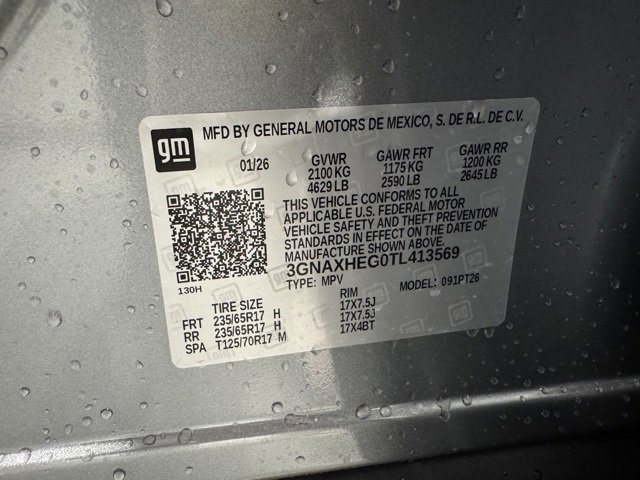 gm
MFD BY GENERAL MOTORS DE MEXICO, S. DE R.L. DE C.V.
01/26 GVWR GAWR FRT GAWR RR
2100 KG 1175 KG 1200 KG
4629 LB 2590 LB 2645 LB
THIS VEHICLE CONFORMS TO ALL
APPLICABLE U.S. FEDERAL MOTOR
VEHICLE SAFETY AND THEFT PREVENTION
STANDARDS IN EFFECT ON THE DATE OF
MANUFACTURE SHOWN ABOVE.
3GNAXHEG0TL413569
130H
TYPE: MPV MODEL: 091PT26
TIRE SIZE RIM
FRT 235/65R17 H 17X7.5J
RR 235/65R17 H 17X7.5J
SPA T125/70R17 M 17X4BT